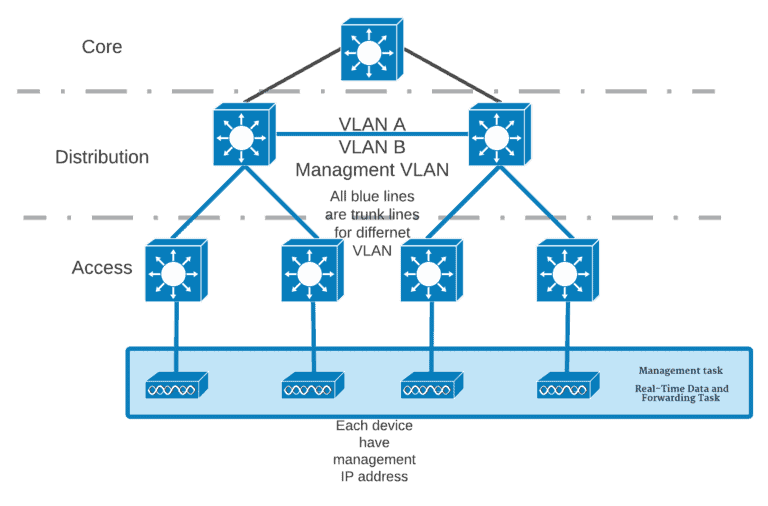 Core
VLAN A
VLAN B
Managment VLAN
Distribution
All blue lines
are trunk lines
for differnet
VLAN
Access
Management task
Real-Time Data and
Forwarding Task
Each device
have
management
IP address